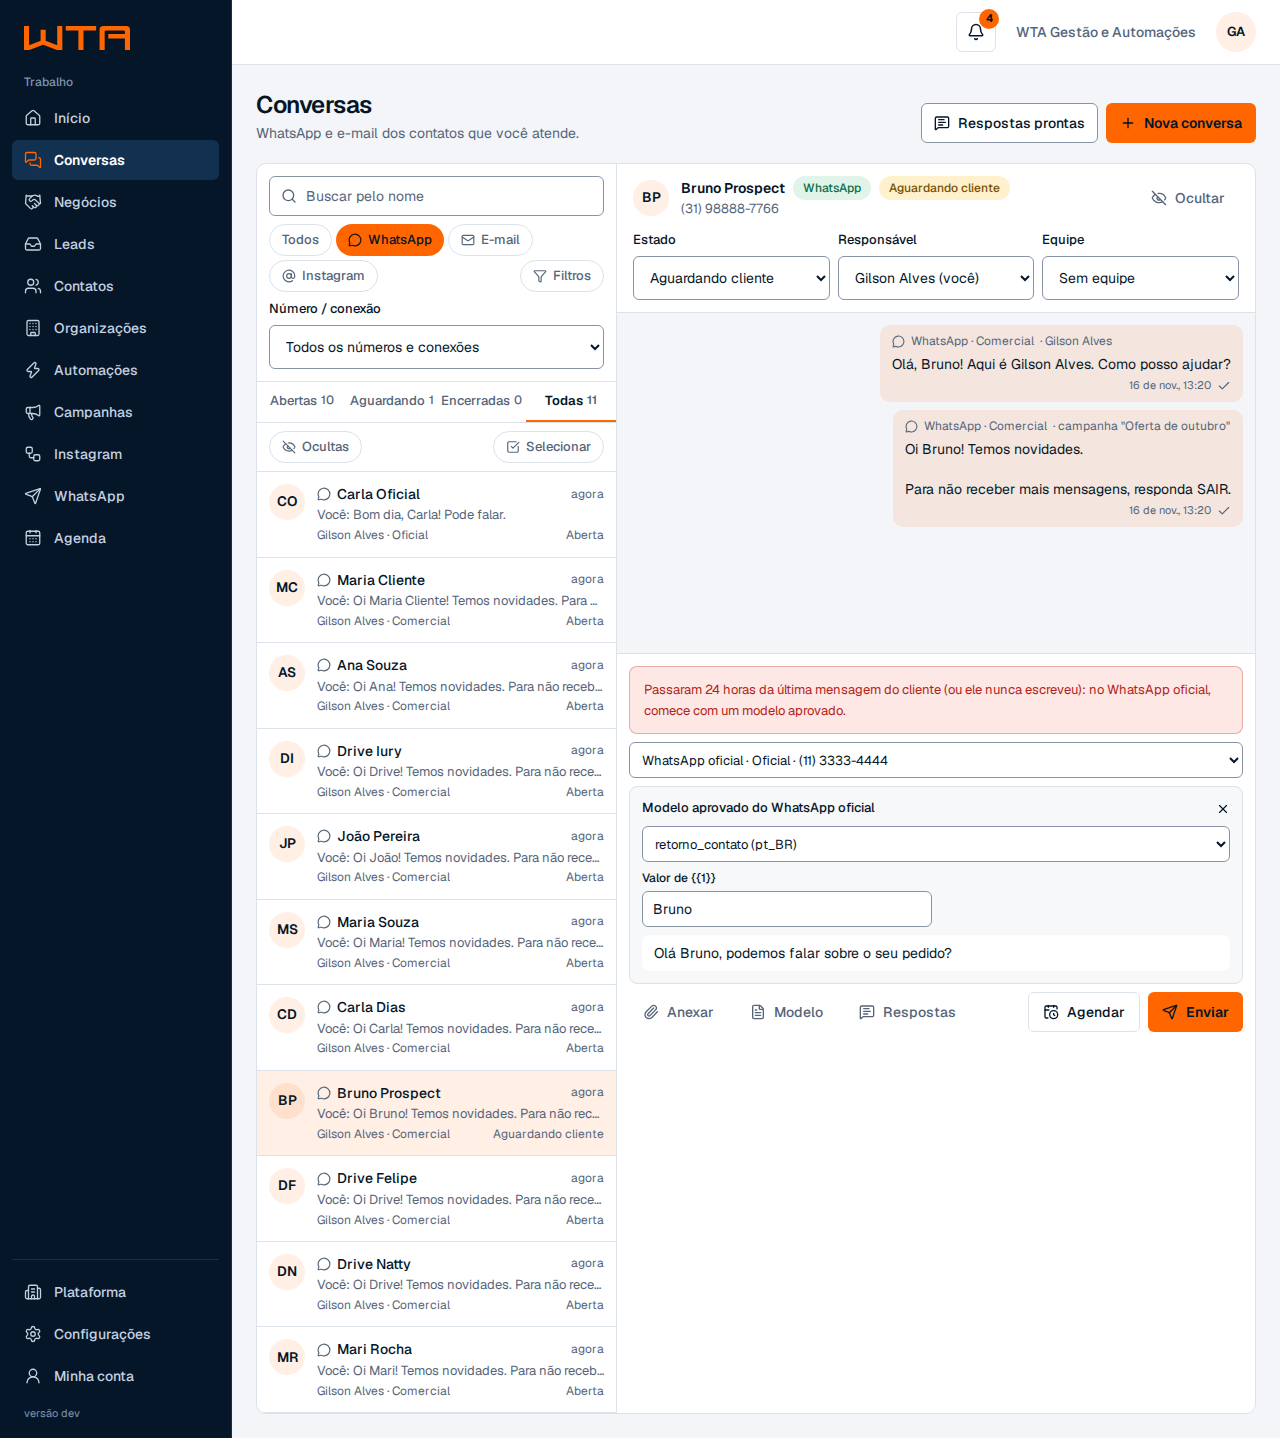 WTA
Trabalho
Início
Conversas
Negócios
Leads
Contatos
Organizações
Automações
Campanhas
Instagram
WhatsApp
Agenda
Plataforma
Configurações
Minha conta
versão dev
4
WTA Gestão e Automações
GA
Conversas
WhatsApp e e-mail dos contatos que você atende.
Respostas prontas
Nova conversa
Buscar pelo nome
Todos
WhatsApp
E-mail
Instagram
Filtros
Número / conexão
Todos os números e conexões
Abertas 10
Aguardando 1
Encerradas 0
Todas 11
Ocultas
Selecionar
CO
Carla Oficial
agora
Você: Bom dia, Carla! Pode falar.
Gilson Alves · Oficial
Aberta
MC
Maria Cliente
agora
Você: Oi Maria Cliente! Temos novidades. Para ...
Gilson Alves · Comercial
Aberta
AS
Ana Souza
agora
Você: Oi Ana! Temos novidades. Para não receb...
Gilson Alves · Comercial
Aberta
DI
Drive Iury
agora
Você: Oi Drive! Temos novidades. Para não rece...
Gilson Alves · Comercial
Aberta
JP
João Pereira
agora
Você: Oi João! Temos novidades. Para não rece...
Gilson Alves · Comercial
Aberta
MS
Maria Souza
agora
Você: Oi Maria! Temos novidades. Para não rece...
Gilson Alves · Comercial
Aberta
CD
Carla Dias
agora
Você: Oi Carla! Temos novidades. Para não rece...
Gilson Alves · Comercial
Aberta
BP
Bruno Prospect
agora
Você: Oi Bruno! Temos novidades. Para não rec...
Gilson Alves · Comercial
Aguardando cliente
DF
Drive Felipe
agora
Você: Oi Drive! Temos novidades. Para não rece...
Gilson Alves · Comercial
Aberta
DN
Drive Natty
agora
Você: Oi Drive! Temos novidades. Para não rece...
Gilson Alves · Comercial
Aberta
MR
Mari Rocha
agora
Você: Oi Mari! Temos novidades. Para não receb...
Gilson Alves · Comercial
Aberta
BP
Bruno Prospect
WhatsApp
Aguardando cliente
(31) 98888-7766
Ocultar
Estado
Aguardando cliente
Responsável
Gilson Alves (você)
Equipe
Sem equipe
WhatsApp · Comercial · Gilson Alves
Olá, Bruno! Aqui é Gilson Alves. Como posso ajudar?
16 de nov., 13:20
WhatsApp · Comercial · campanha "Oferta de outubro"
Oi Bruno! Temos novidades.
Para não receber mais mensagens, responda SAIR.
16 de nov., 13:20
Passaram 24 horas da última mensagem do cliente (ou ele nunca escreveu): no WhatsApp oficial,
comece com um modelo aprovado.
WhatsApp oficial · Oficial · (11) 3333-4444
Modelo aprovado do WhatsApp oficial
retorno_contato (pt_BR)
Valor de {{1}}
Bruno
Olá Bruno, podemos falar sobre o seu pedido?
Anexar
Modelo
Respostas
Agendar
Enviar